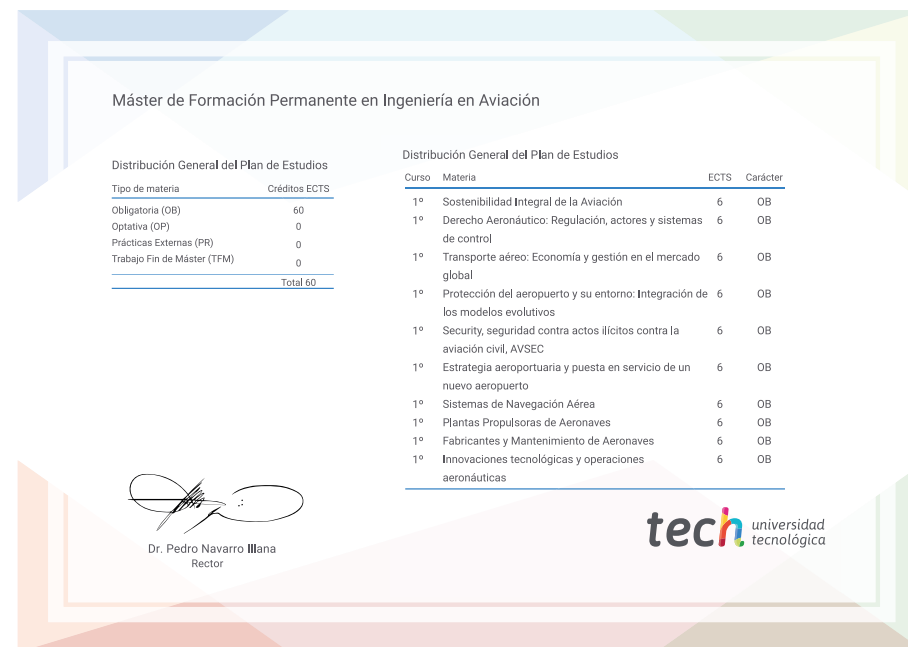 Máster de Formación Permanente en Ingeniería en Aviación
Distribución General del Plan de Estudios
Tipo de materia Créditos ECTS
Obligatoria (OB) 60
Optativa (OP) 0
Prácticas Externas (PR) 0
Trabajo Fin de Máster (TFM) 0
Total 60
Distribución General del Plan de Estudios
Curso Materia ECTS Carácter
1º Sostenibilidad Integral de la Aviación 6 OB
1º Derecho Aeronáutico: Regulación, actores y sistemas 6 OB
de control
1º Transporte aéreo: Economía y gestión en el mercado 6 OB
global
1º Protección del aeropuerto y su entorno: Integración de 6 OB
los modelos evolutivos
1º Security, seguridad contra actos ilícitos contra la 6 OB
aviación civil, AVSEC
1º Estrategia aeroportuaria y puesta en servicio de un 6 OB
nuevo aeropuerto
1º Sistemas de Navegación Aérea 6 OB
1º Plantas Propulsoras de Aeronaves 6 OB
1º Fabricantes y Mantenimiento de Aeronaves 6 OB
1º Innovaciones tecnológicas y operaciones 6 OB
aeronáuticas
Dr. Pedro Navarro Illana
Rector
tech universidad
tecnológica